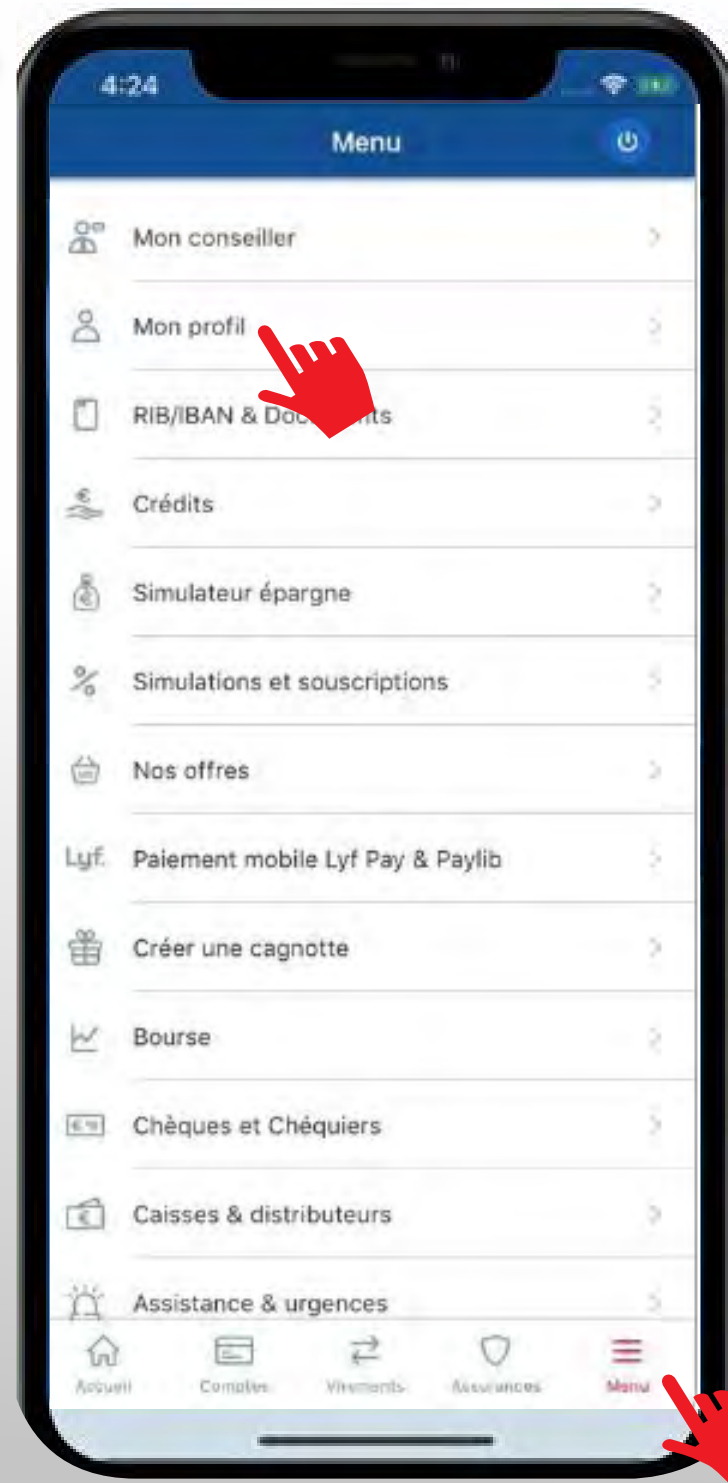 4:24
Menu
Mon conseiller
Mon profil
RIB/IBAN & Documents
Crédits
Simulateur épargne
Simulations et souscriptions
Nos offres
Lyf. Paiement mobile Lyf Pay & Paylib
Créer une cagnotte
Bourse
Chèques et Chéquiers
Caisses & distributeurs
Assistance & urgences
Accueil Comptes Virements Assurances Menu